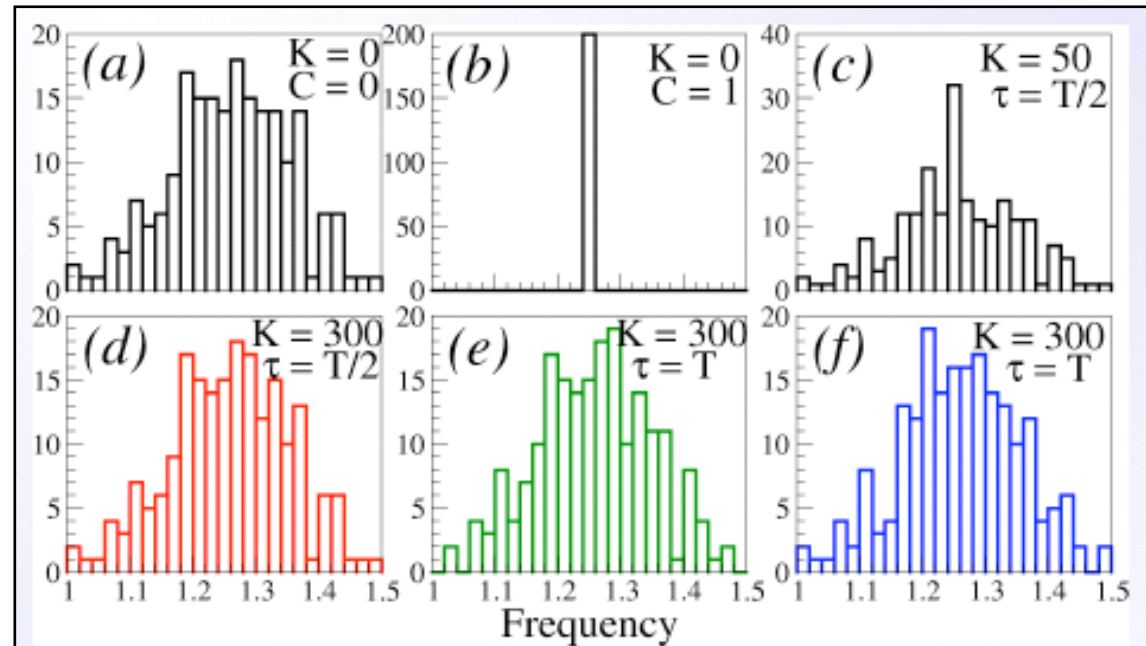 20
15
10
5
0
(a)
K = 0
C = 0
200
150
100
50
0
(b)
K = 0
C = 1
40
30
20
10
0
(c)
K = 50
τ = T/2
20
15
10
5
0
(d)
K = 300
τ = T/2
1 1.1 1.2 1.3 1.4 1.5
20
15
10
5
0
(e)
K = 300
τ = T
1 1.1 1.2 1.3 1.4 1.5
20
15
10
5
0
(f)
K = 300
τ = T
1 1.1 1.2 1.3 1.4 1.5
Frequency